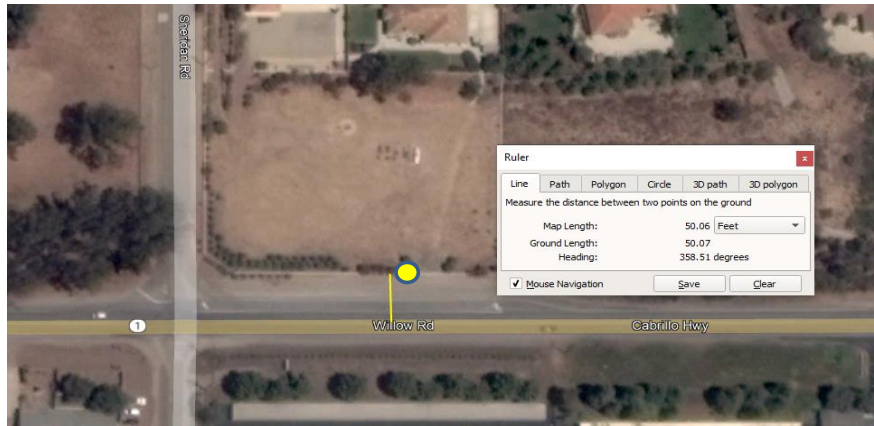 Sheridan Rd
Ruler
x
Line Path Polygon Circle 3D path 3D polygon
Measure the distance between two points on the ground
Map Length: 50.06 Feet
Ground Length: 50.07
Heading: 358.51 degrees
Mouse Navigation Save Clear
1 Willow Rd Cabrillo Hwy